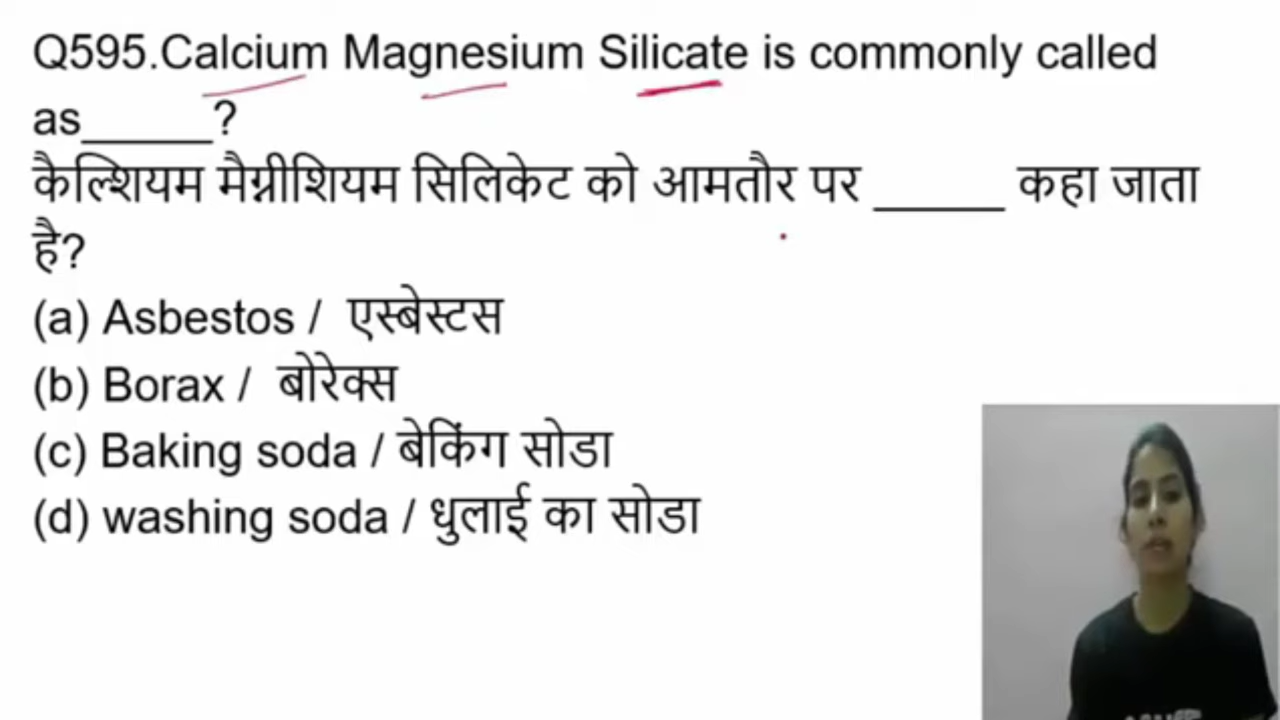 Q595.Calcium Magnesium Silicate is commonly called
as_____?
कैल्शियम मैग्नीशियम सिलिकेट को आमतौर पर _____ कहा जाता
है?
(a) Asbestos / एस्बेस्टस
(b) Borax / बोरेक्स
(c) Baking soda / बेकिंग सोडा
(d) washing soda / धुलाई का सोडा